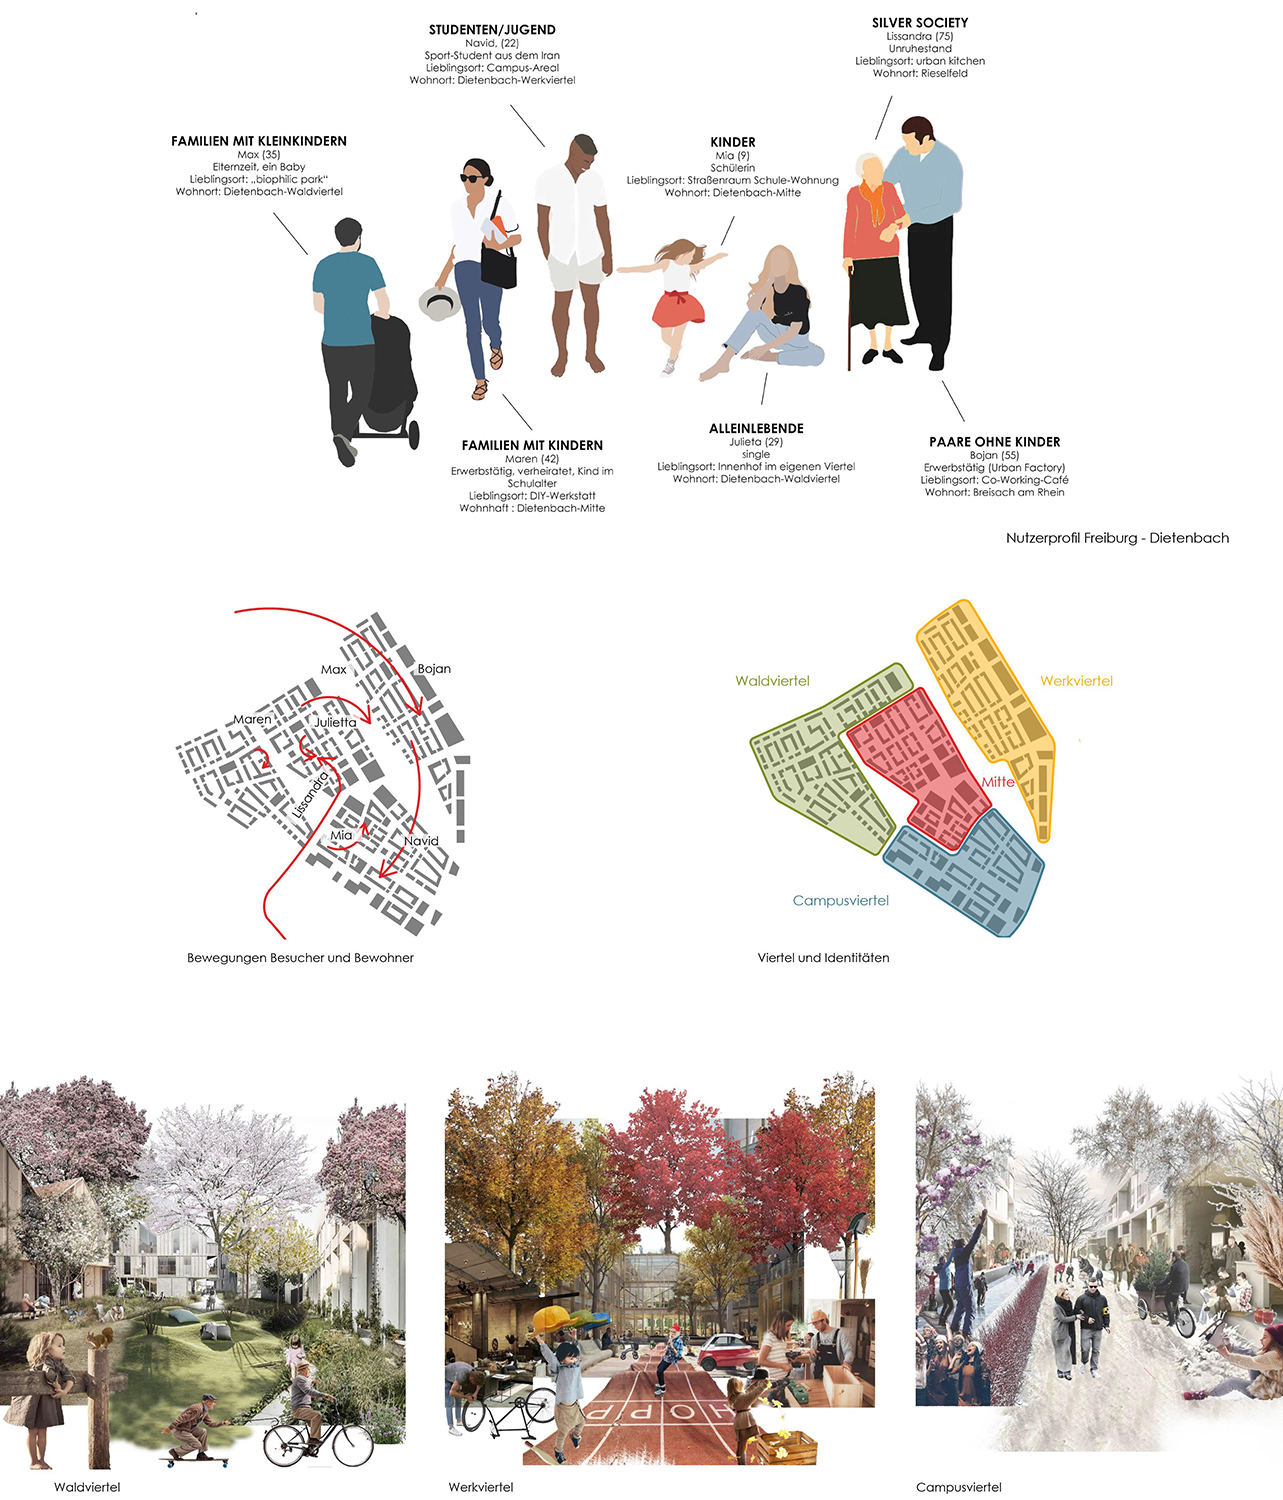 STUDENTEN/JUGEND
Navid, (22)
Sport-Student aus dem Iran
Lieblingsort: Campus-Areal
Wohnort: Dietenbach-Werkviertel
SILVER SOCIETY
Lissandra (75)
Unruhestand
Lieblingsort: urban kitchen
Wohnort: Rieselfeld
FAMILIEN MIT KLEINKINDERN
Max (35)
Elternzeit, ein Baby
Lieblingsort: „biophilic park“
Wohnort: Dietenbach-Waldviertel
KINDER
Mia (9)
Schülerin
Lieblingsort: Straßenraum Schule-Wohnung
Wohnort: Dietenbach-Mitte
FAMILIEN MIT KINDERN
Maren (42)
Erwerbstätig, verheiratet, Kind im
Schulalter
Lieblingsort: DIY-Werkstatt
Wohnhaft : Dietenbach-Mitte
ALLEINLEBENDE
Julieta (29)
single
Lieblingsort: Innenhof im eigenen Viertel
Wohnort: Dietenbach-Waldviertel
PAARE OHNE KINDER
Bojan (55)
Erwerbstätig (Urban Factory)
Lieblingsort: Co-Working-Café
Wohnort: Breisach am Rhein
Nutzerprofil Freiburg - Dietenbach
Max
Bojan
Maren
Julietta
Lissandra
Mia
Navid
Bewegungen Besucher und Bewohner
Waldviertel
Werkviertel
Mitte
Campusviertel
Viertel und Identitäten
HOPP
Waldviertel
Werkviertel
Campusviertel